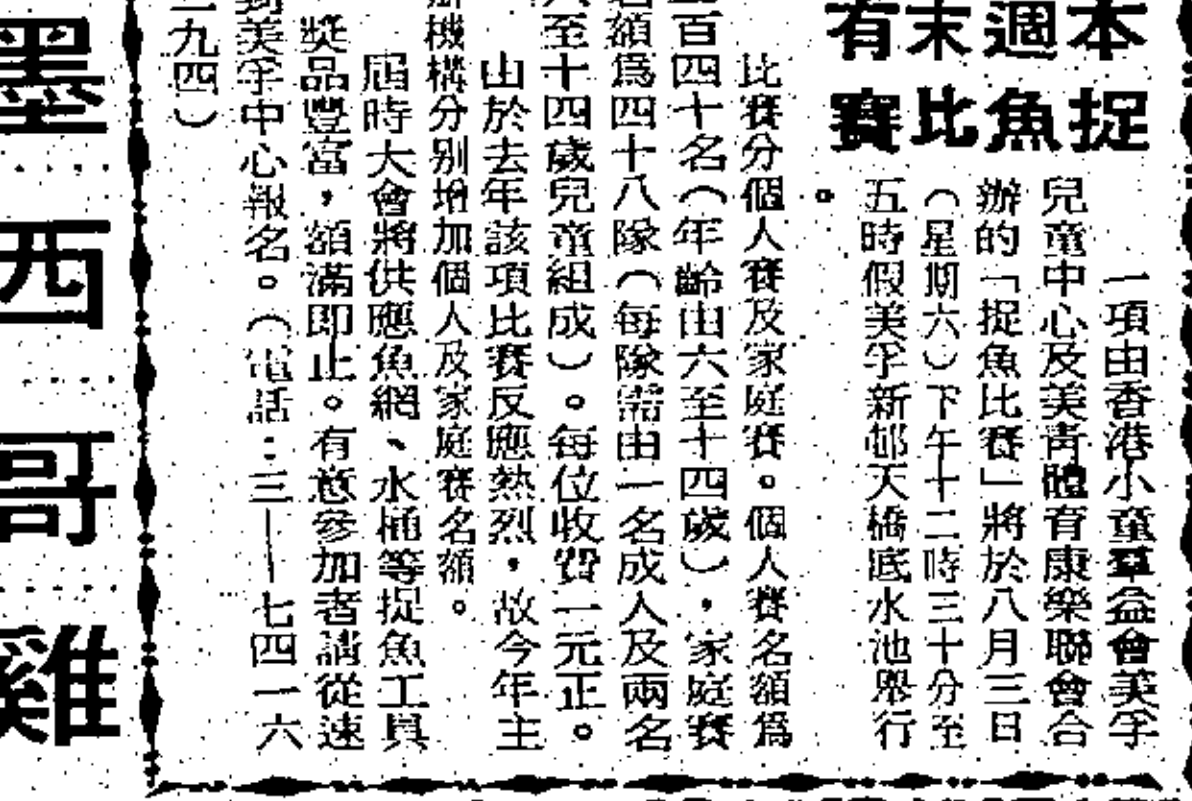 本週末有
捉魚比賽
一項由香港小童羣益會美孚
兒童中心及美青體育康樂聯會合
辦的「捉魚比賽」將於八月三日
（星期六）下午十二時三十分至
五時假美孚新邨天橋底水池舉行
。
比賽分個人賽及家庭賽。個人賽名額爲
百四十名（年齡由六至十四歲），家庭賽
名額爲四十八隊（每隊需由一名成人及兩名
六至十四歲兒童組成）。每位收費一元正。
由於去年該項比賽反應熱烈，故今年主
辦機構分別增加個人及家庭賽名額。
屆時大會將供應魚網、水桶等捉魚工具
獎品豐富，額滿即止。有意參加者請從速
到美孚中心報名。（電話：三—七四一六
九四）
墨西哥雞